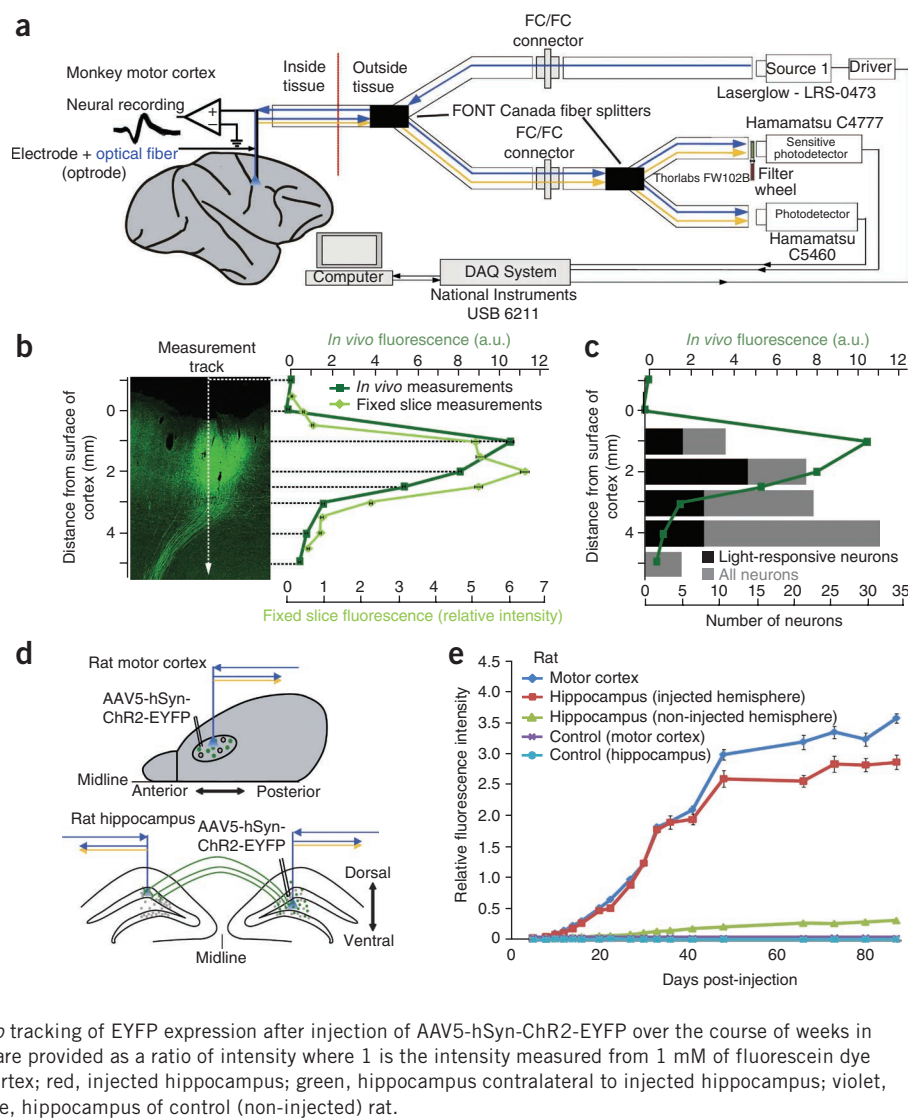 a
FC/FC
connector
Monkey motor cortex
Inside
tissue
Outside
tissue
Source 1
Driver
Laserglow - LRS-0473
Neural recording
FONT Canada fiber splitters
Electrode + optical fiber
(optrode)
FC/FC
connector
Hamamatsu C4777
Sensitive
photodetector
Thorlabs FW102B
Filter
wheel
Photodetector
Hamamatsu
C5460
Computer
DAQ System
National Instruments
USB 6211
b
Measurement
track
In vivo fluorescence (a.u.)
0 2 4 6 8 10 12
In vivo measurements
Fixed slice measurements
Distance from surface of
cortex (mm)
0
2
4
0 1 2 3 4 5 6 7
Fixed slice fluorescence (relative intensity)
c
In vivo fluorescence (a.u.)
0 2 4 6 8 10 12
Distance from surface of
cortex (mm)
0
2
4
Light-responsive neurons
All neurons
0 5 10 15 20 25 30 35
Number of neurons
d
Rat motor cortex
AAV5-hSyn-
ChR2-EYFP
Midline
Anterior
Posterior
Rat hippocampus
AAV5-hSyn-
ChR2-EYFP
Dorsal
Ventral
Midline
e
Rat
Motor cortex
Hippocampus (injected hemisphere)
Hippocampus (non-injected hemisphere)
Control (motor cortex)
Control (hippocampus)
Relative fluorescence intensity
4.5
4.0
3.5
3.0
2.5
2.0
1.5
1.0
0.5
0
0 20 40 60 80
Days post-injection
tracking of EYFP expression after injection of AAV5-hSyn-ChR2-EYFP over the course of weeks in
are provided as a ratio of intensity where 1 is the intensity measured from 1 mM of fluorescein dye
rtex; red, injected hippocampus; green, hippocampus contralateral to injected hippocampus; violet,
e, hippocampus of control (non-injected) rat.